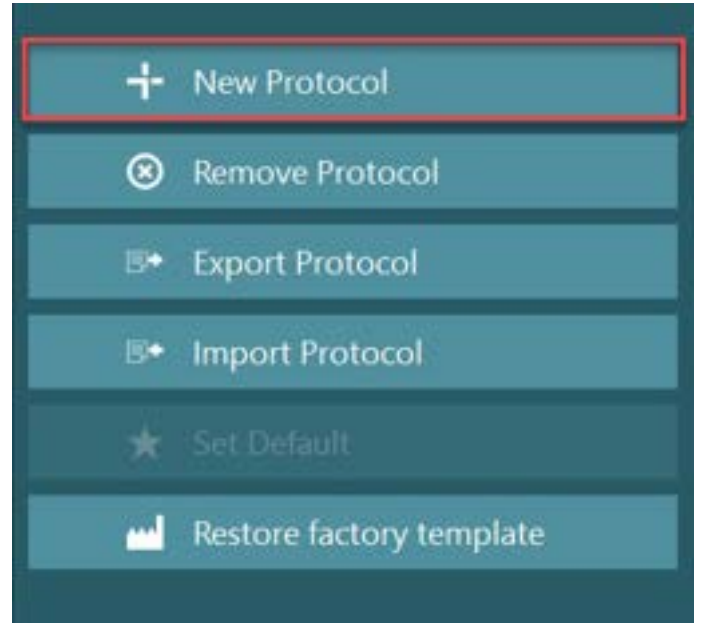 New Protocol
Remove Protocol
Export Protocol
Import Protocol
Set Default
Restore factory template